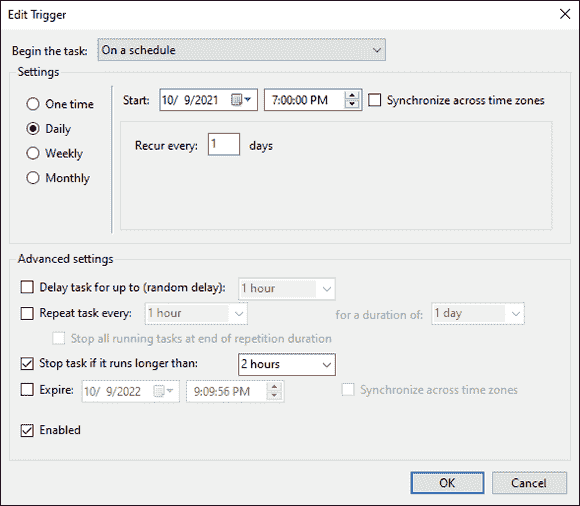 Edit Trigger
Begin the task: On a schedule
Settings
One time
Start: 10/ 9/2021 7:00:00 PM Synchronize across time zones
Daily
Recur every: 1 days
Weekly
Monthly
Advanced settings
Delay task for up to (random delay): 1 hour
Repeat task every: 1 hour for a duration of: 1 day
Stop all running tasks at end of repetition duration
Stop task if it runs longer than: 2 hours
Expire: 10/ 9/2022 9:09:56 PM Synchronize across time zones
Enabled
OK Cancel